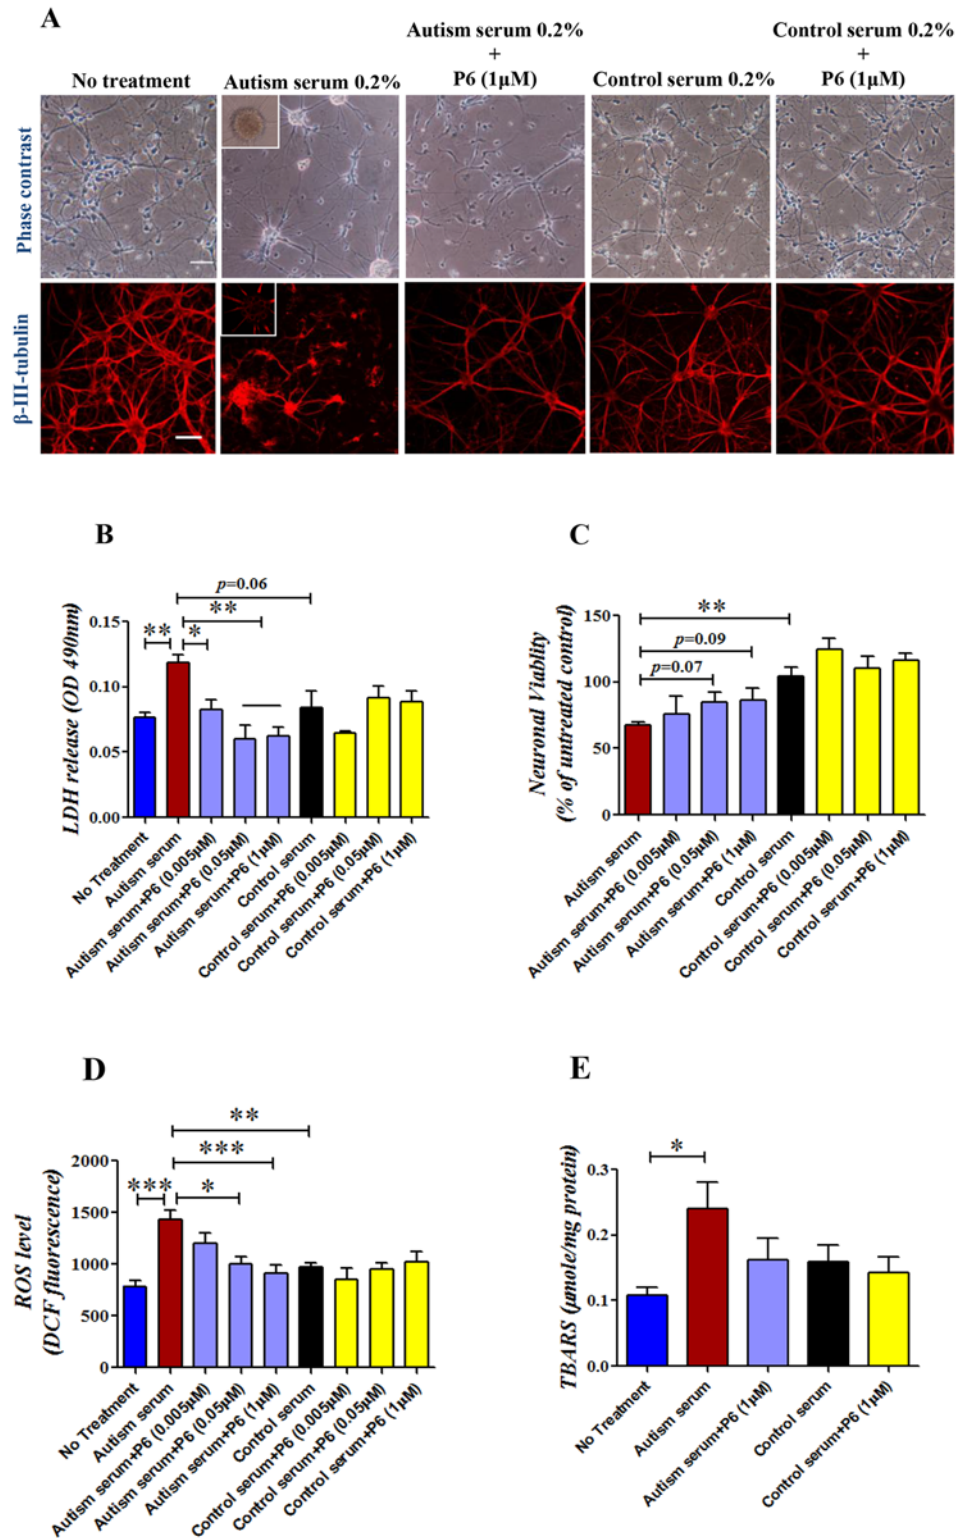 A
No treatment
Autism serum 0.2%
Autism serum 0.2%
+
P6 (1µM)
Control serum 0.2%
Control serum 0.2%
+
P6 (1µM)
Phase contrast
β-III-tubulin
B
LDH release (OD 490nm)
0.15
0.10
0.05
0.00
p=0.06
**
**
*
No Treatment
Autism serum
Autism serum+P6 (0.005µM)
Autism serum+P6 (0.05µM)
Autism serum+P6 (1µM)
Control serum
Control serum+P6 (0.005µM)
Control serum+P6 (0.05µM)
Control serum+P6 (1µM)
C
Neuronal Viablity
(% of untreated control)
150
100
50
0
**
p=0.09
p=0.07
Autism serum
Autism serum+P6 (0.005µM)
Autism serum+P6 (0.05µM)
Autism serum+P6 (1µM)
Control serum
Control serum+P6 (0.005µM)
Control serum+P6 (0.05µM)
Control serum+P6 (1µM)
D
ROS level
(DCF fluorescence)
2000
1500
1000
500
0
**
***
***
*
No Treatment
Autism serum
Autism serum+P6 (0.005µM)
Autism serum+P6 (0.05µM)
Autism serum+P6 (1µM)
Control serum
Control serum+P6 (0.005µM)
Control serum+P6 (0.05µM)
Control serum+P6 (1µM)
E
TBARS (µmole/mg protein)
0.3
0.2
0.1
0.0
*
No Treatment
Autism serum
Autism serum+P6 (1µM)
Control serum
Control serum+P6 (1µM)